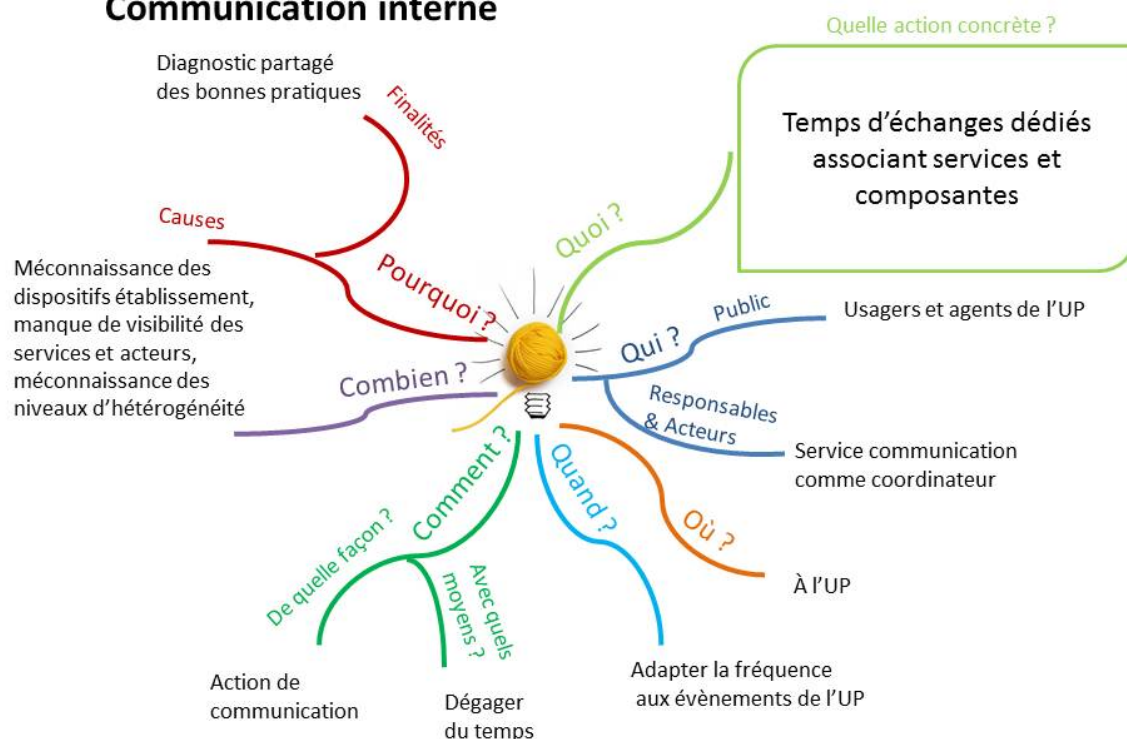 Communication interne
Quelle action concrète ?
Temps d’échanges dédiés
associant services et
composantes
Quoi ?
Diagnostic partagé
des bonnes pratiques
Finalités
Causes
Pourquoi ?
Méconnaissance des
dispositifs établissement,
manque de visibilité des
services et acteurs,
méconnaissance des
niveaux d’hétérogénéité
Combien ?
Qui ?
Public
Usagers et agents de l’UP
Responsables
& Acteurs
Service communication
comme coordinateur
Où ?
À l’UP
Quand ?
Adapter la fréquence
aux évènements de l’UP
Comment ?
De quelle façon ?
Action de
communication
Avec quels
moyens ?
Dégager
du temps